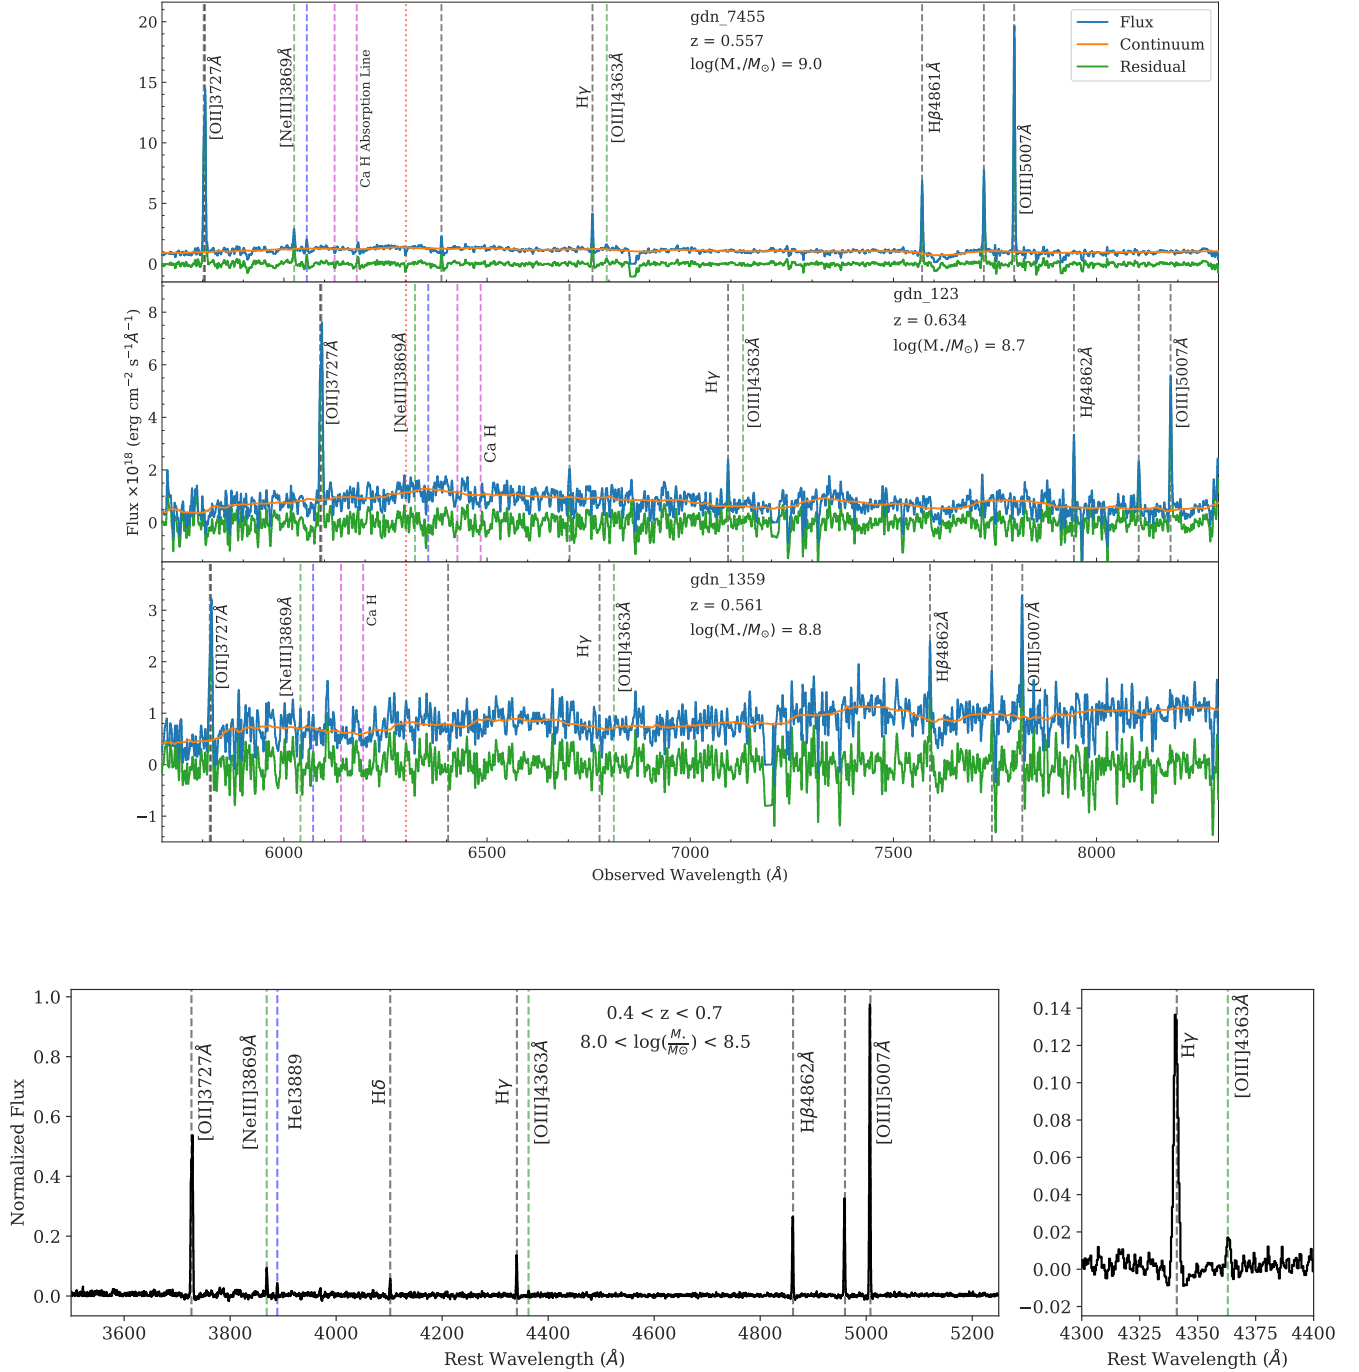 gdn_7455
z = 0.557
log(M⋆/M⊙) = 9.0
Flux
Continuum
Residual
[OII]3727Å
[NeIII]3869Å
Ca H Absorption Line
Hγ
[OIII]4363Å
Hβ4861Å
[OIII]5007Å
20
15
10
5
0
gdn_123
z = 0.634
log(M⋆/M⊙) = 8.7
[OII]3727Å
[NeIII]3869Å
Ca H
Hγ
[OIII]4363Å
Hβ4862Å
[OIII]5007Å
8
6
4
2
0
Flux ×10¹⁸ (erg cm⁻² s⁻¹Å⁻¹)
gdn_1359
z = 0.561
log(M⋆/M⊙) = 8.8
[OII]3727Å
[NeIII]3869Å
Ca H
Hγ
[OIII]4363Å
Hβ4862Å
[OIII]5007Å
3
2
1
0
−1
6000 6500 7000 7500 8000
Observed Wavelength (Å)
0.4 < z < 0.7
8.0 < log(M⋆/M⊙) < 8.5
[OII]3727Å
[NeIII]3869Å
HeI3889
Hδ
Hγ
[OIII]4363Å
Hβ4862Å
[OIII]5007Å
1.0
0.8
0.6
0.4
0.2
0.0
Normalized Flux
3600 3800 4000 4200 4400 4600 4800 5000 5200
Rest Wavelength (Å)
Hγ
[OIII]4363Å
0.14
0.12
0.10
0.08
0.06
0.04
0.02
0.00
−0.02
4300 4325 4350 4375 4400
Rest Wavelength (Å)